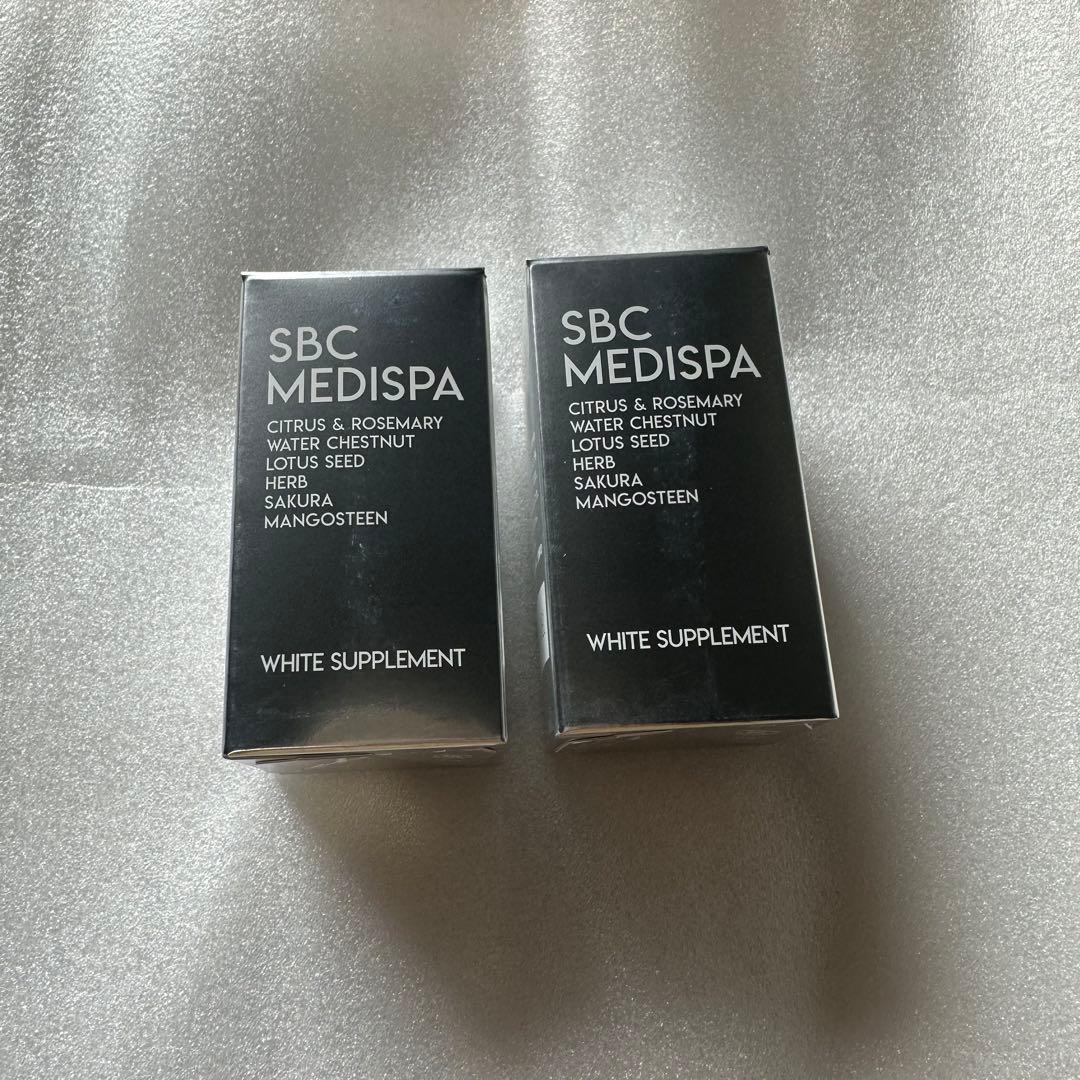 SBC
MEDISPA
CITRUS & ROSEMARY
WATER CHESTNUT
LOTUS SEED
HERB
SAKURA
MANGOSTEEN
WHITE SUPPLEMENT
SBC
MEDISPA
CITRUS & ROSEMARY
WATER CHESTNUT
LOTUS SEED
HERB
SAKURA
MANGOSTEEN
WHITE SUPPLEMENT